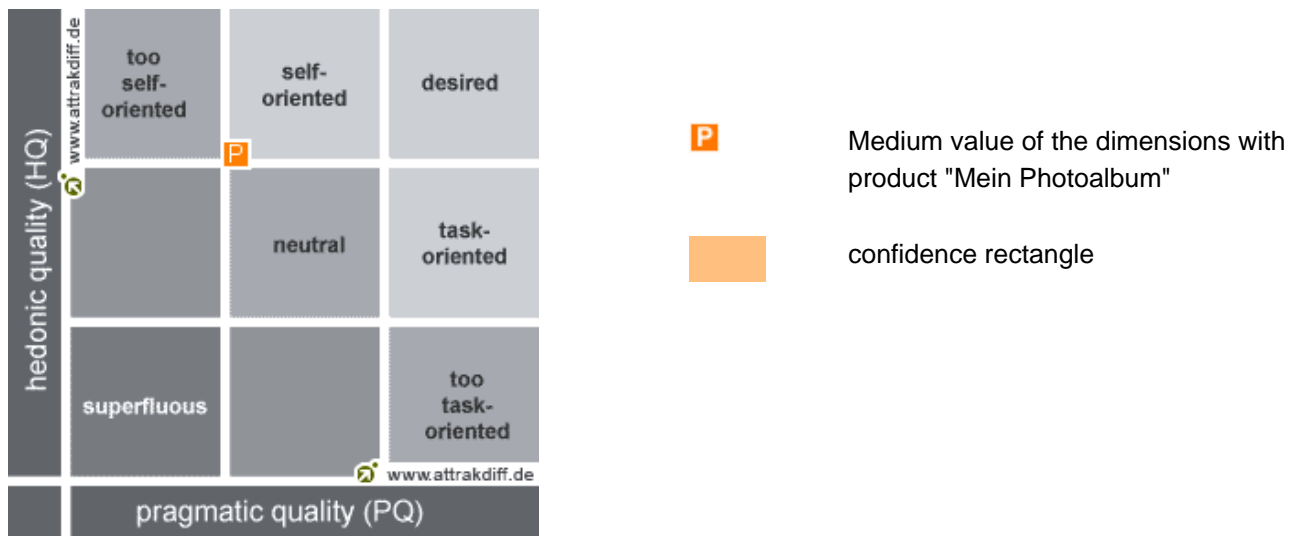 www.attrakdiff.de
hedonic quality (HQ)
too
self-
oriented
self-
oriented
desired
P
neutral
task-
oriented
superfluous
too
task-
oriented
www.attrakdiff.de
pragmatic quality (PQ)
P
Medium value of the dimensions with
product "Mein Photoalbum"
confidence rectangle